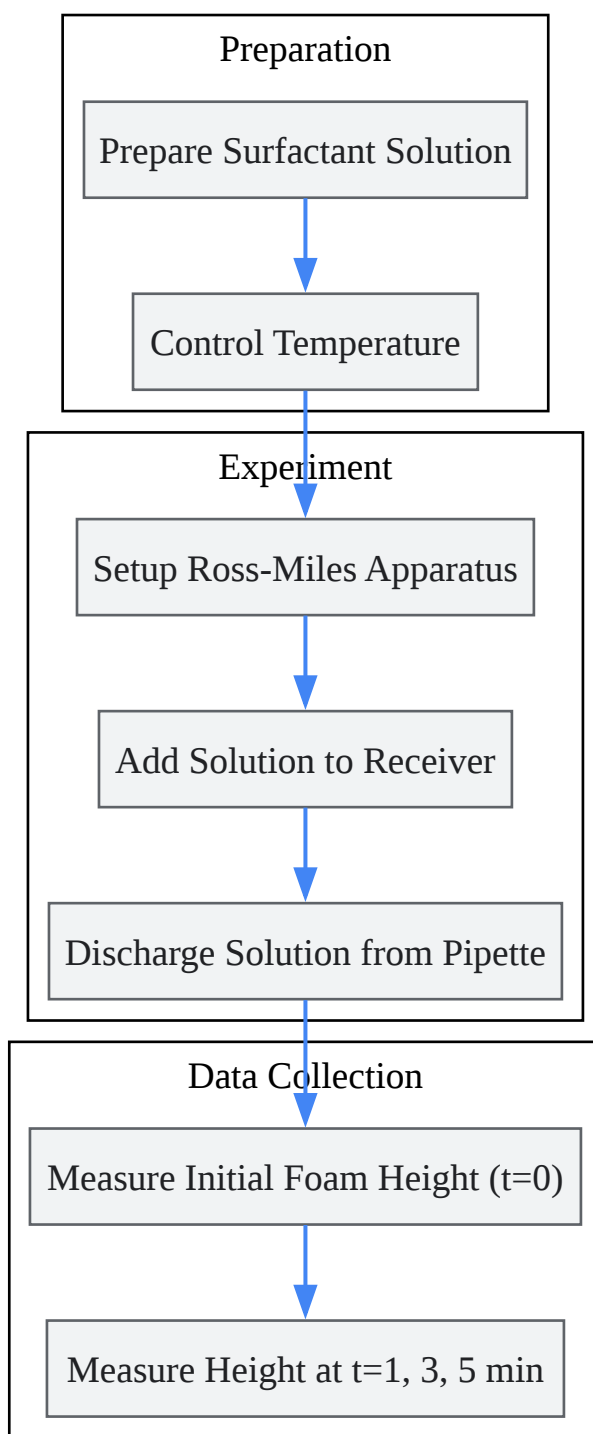 Preparation
Prepare Surfactant Solution
Control Temperature
Experiment
Setup Ross-Miles Apparatus
Add Solution to Receiver
Discharge Solution from Pipette
Data Collection
Measure Initial Foam Height (t=0)
Measure Height at t=1, 3, 5 min